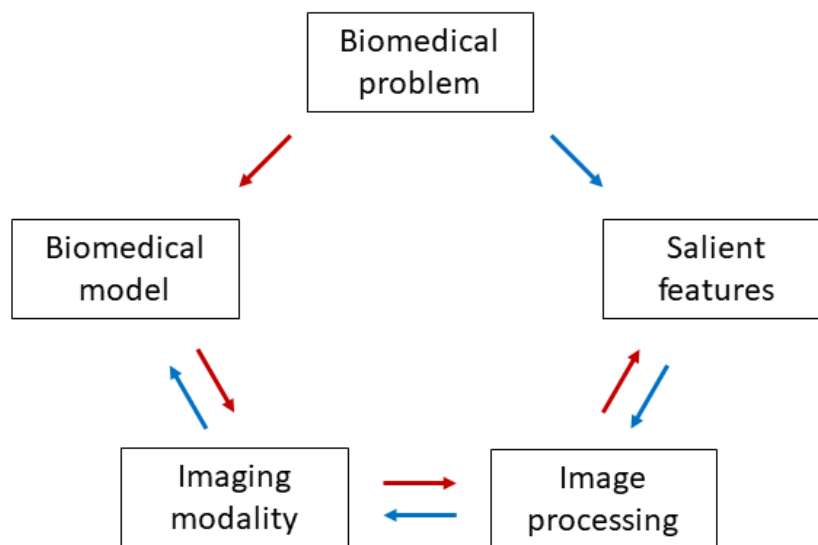 Biomedical
problem
Biomedical
model
Salient
features
Imaging
modality
Image
processing